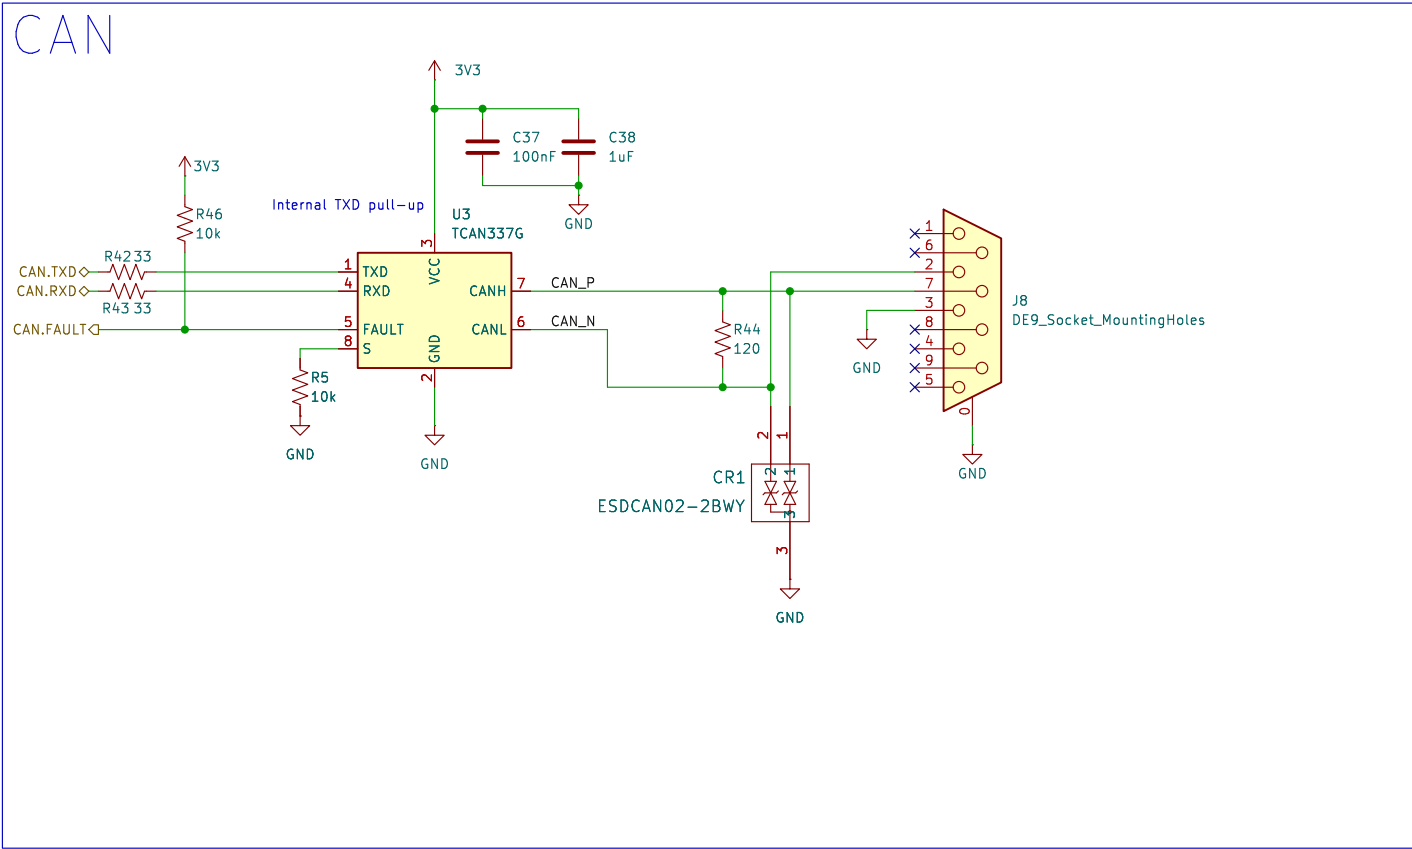 CAN
3V3
C37
100nF
C38
1uF
GND
3V3
R46
10k
Internal TXD pull-up
U3
TCAN337G
CAN.TXD
R42 33
CAN.RXD
R43 33
CAN.FAULT
1
4
5
8
3
2
7
6
TXD
RXD
FAULT
S
VCC
GND
CANH
CANL
CAN_P
CAN_N
R5
10k
GND
GND
R44
120
2
1
2
1
CR1
ESDCAN02-2BWY
3
3
GND
GND
1
6
2
7
3
8
4
9
5
0
J8
DE9_Socket_MountingHoles
GND